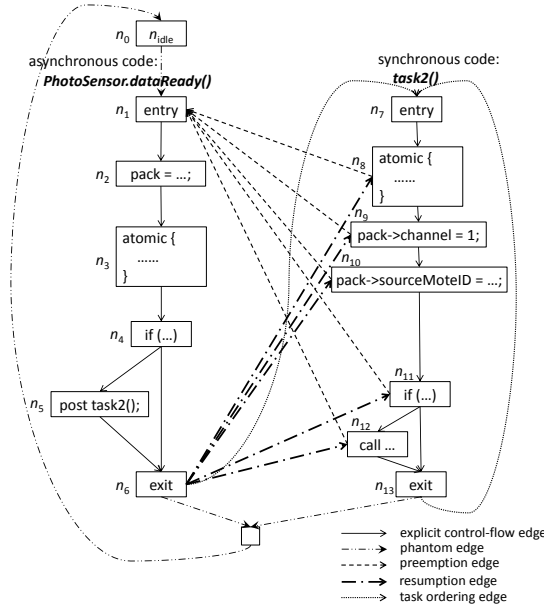 n0 nidle
asynchronous code:
PhotoSensor.dataReady()
n1 entry
n2 pack = ...;
n3 atomic {
......
}
n4 if (...)
n5 post task2();
n6 exit
synchronous code:
task2()
n7 entry
n8 atomic {
......
}
n9 pack->channel = 1;
n10 pack->sourceMoteID = ...;
n11 if (...)
n12 call ...
n13 exit
explicit control-flow edge
phantom edge
preemption edge
resumption edge
task ordering edge